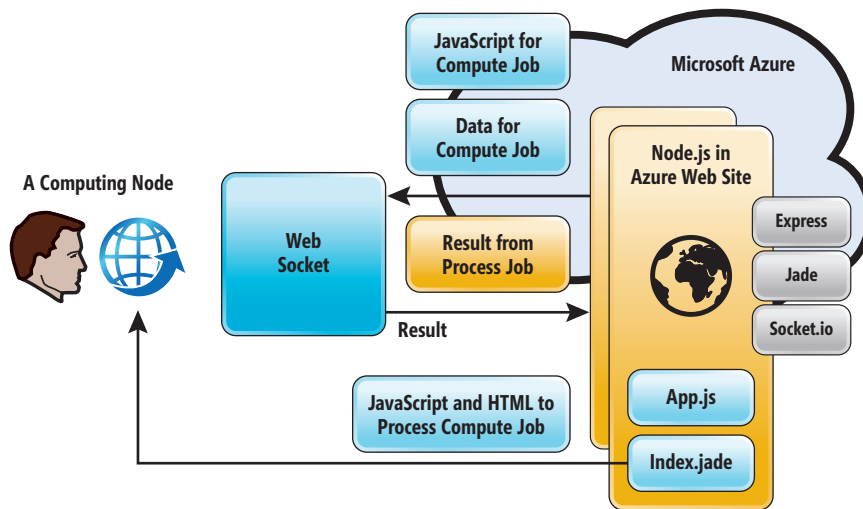 JavaScript for
Compute Job
Microsoft Azure
Data for
Compute Job
Node.js in
Azure Web Site
A Computing Node
Web
Socket
Result from
Process Job
Express
Jade
Socket.io
Result
JavaScript and HTML to
Process Compute Job
App.js
Index.jade